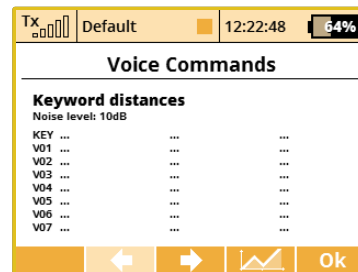 Tx Default 12:22:48 64%
Voice Commands
Keyword distances
Noise level: 10dB
KEY ... ... ...
V01 ... ... ...
V02 ... ... ...
V03 ... ... ...
V04 ... ... ...
V05 ... ... ...
V06 ... ... ...
V07 ... ... ...
Ok